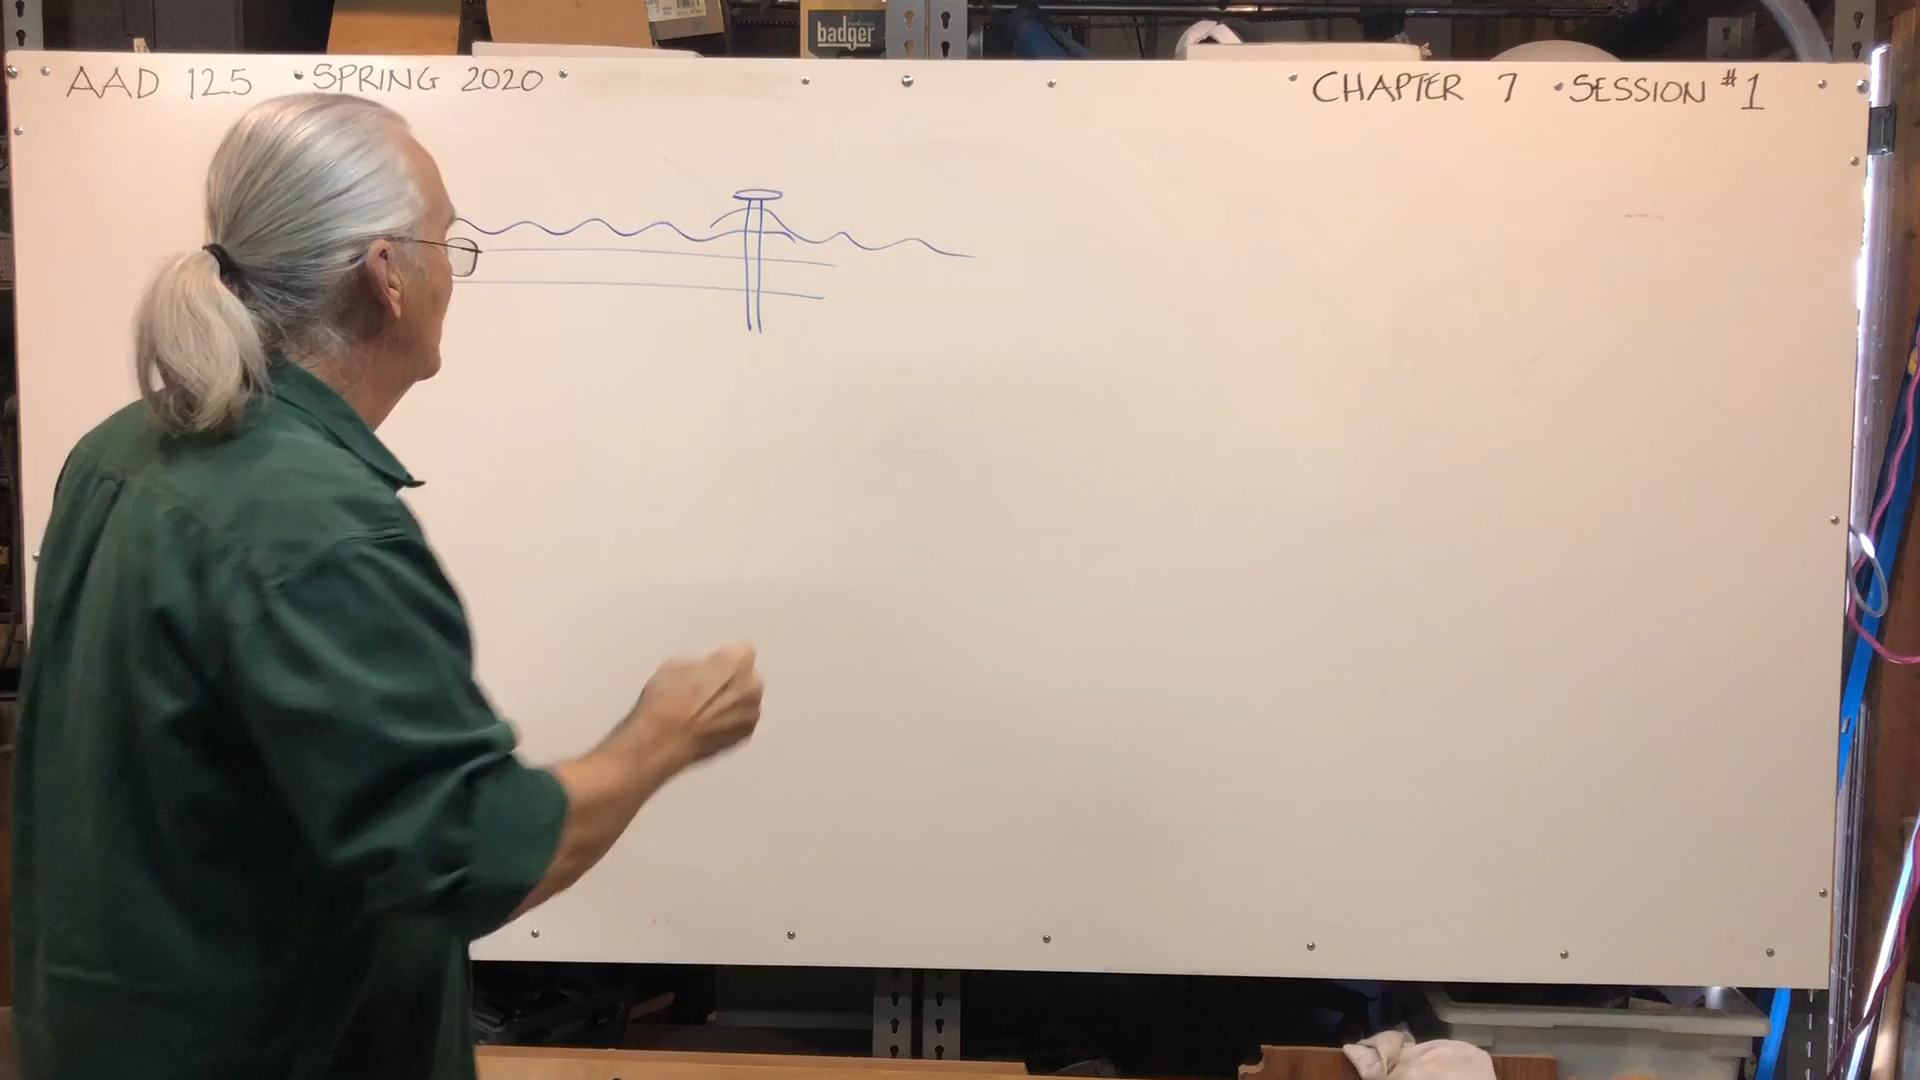 badger
AAD 125 • SPRING 2020
CHAPTER 7 • SESSION #1